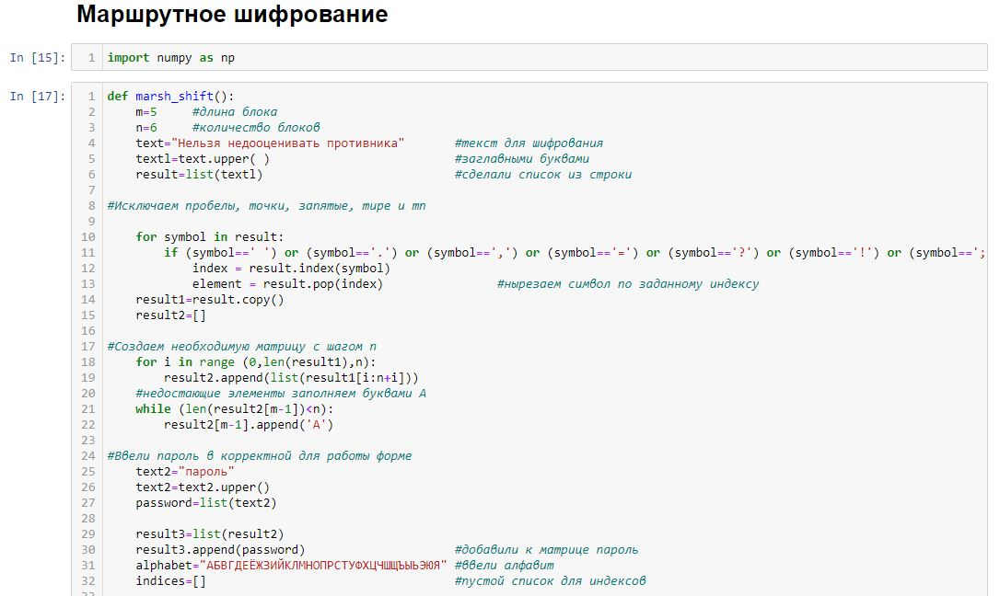 Маршрутное шифрование
In [15]: 1 import numpy as np
In [17]: 1 def marsh_shift():
2 m=5 #длина блока
3 n=6 #количество блоков
4 text="Нельзя недооценивать противника" #текст для шифрования
5 textl=text.upper( ) #заглавными буквами
6 result=list(textl) #сделали список из строки
7
8 #Исключаем пробелы, точки, запятые, тире и тп
9
10 for symbol in result:
11 if (symbol==' ') or (symbol=='.') or (symbol==',') or (symbol=='=') or (symbol=='?') or (symbol=='!') or (symbol==';
12 index = result.index(symbol)
13 element = result.pop(index) #нырезаем символ по заданному индексу
14 result1=result.copy()
15 result2=[]
16
17 #Создаем необходимую матрицу с шагом n
18 for i in range (0,len(result1),n):
19 result2.append(list(result1[i:n+i]))
20 #недостающие элементы заполняем буквами А
21 while (len(result2[m-1])<n):
22 result2[m-1].append('А')
23
24 #Ввели пароль в корректной для работы форме
25 text2="пароль"
26 text2=text2.upper()
27 password=list(text2)
28
29 result3=list(result2)
30 result3.append(password) #добавили к матрице пароль
31 alphabet="АБВГДЕЁЖЗИЙКЛМНОПРСТУФХЦЧШЩЪЫЬЭЮЯ" #ввели алфавит
32 indices=[] #пустой список для индексов